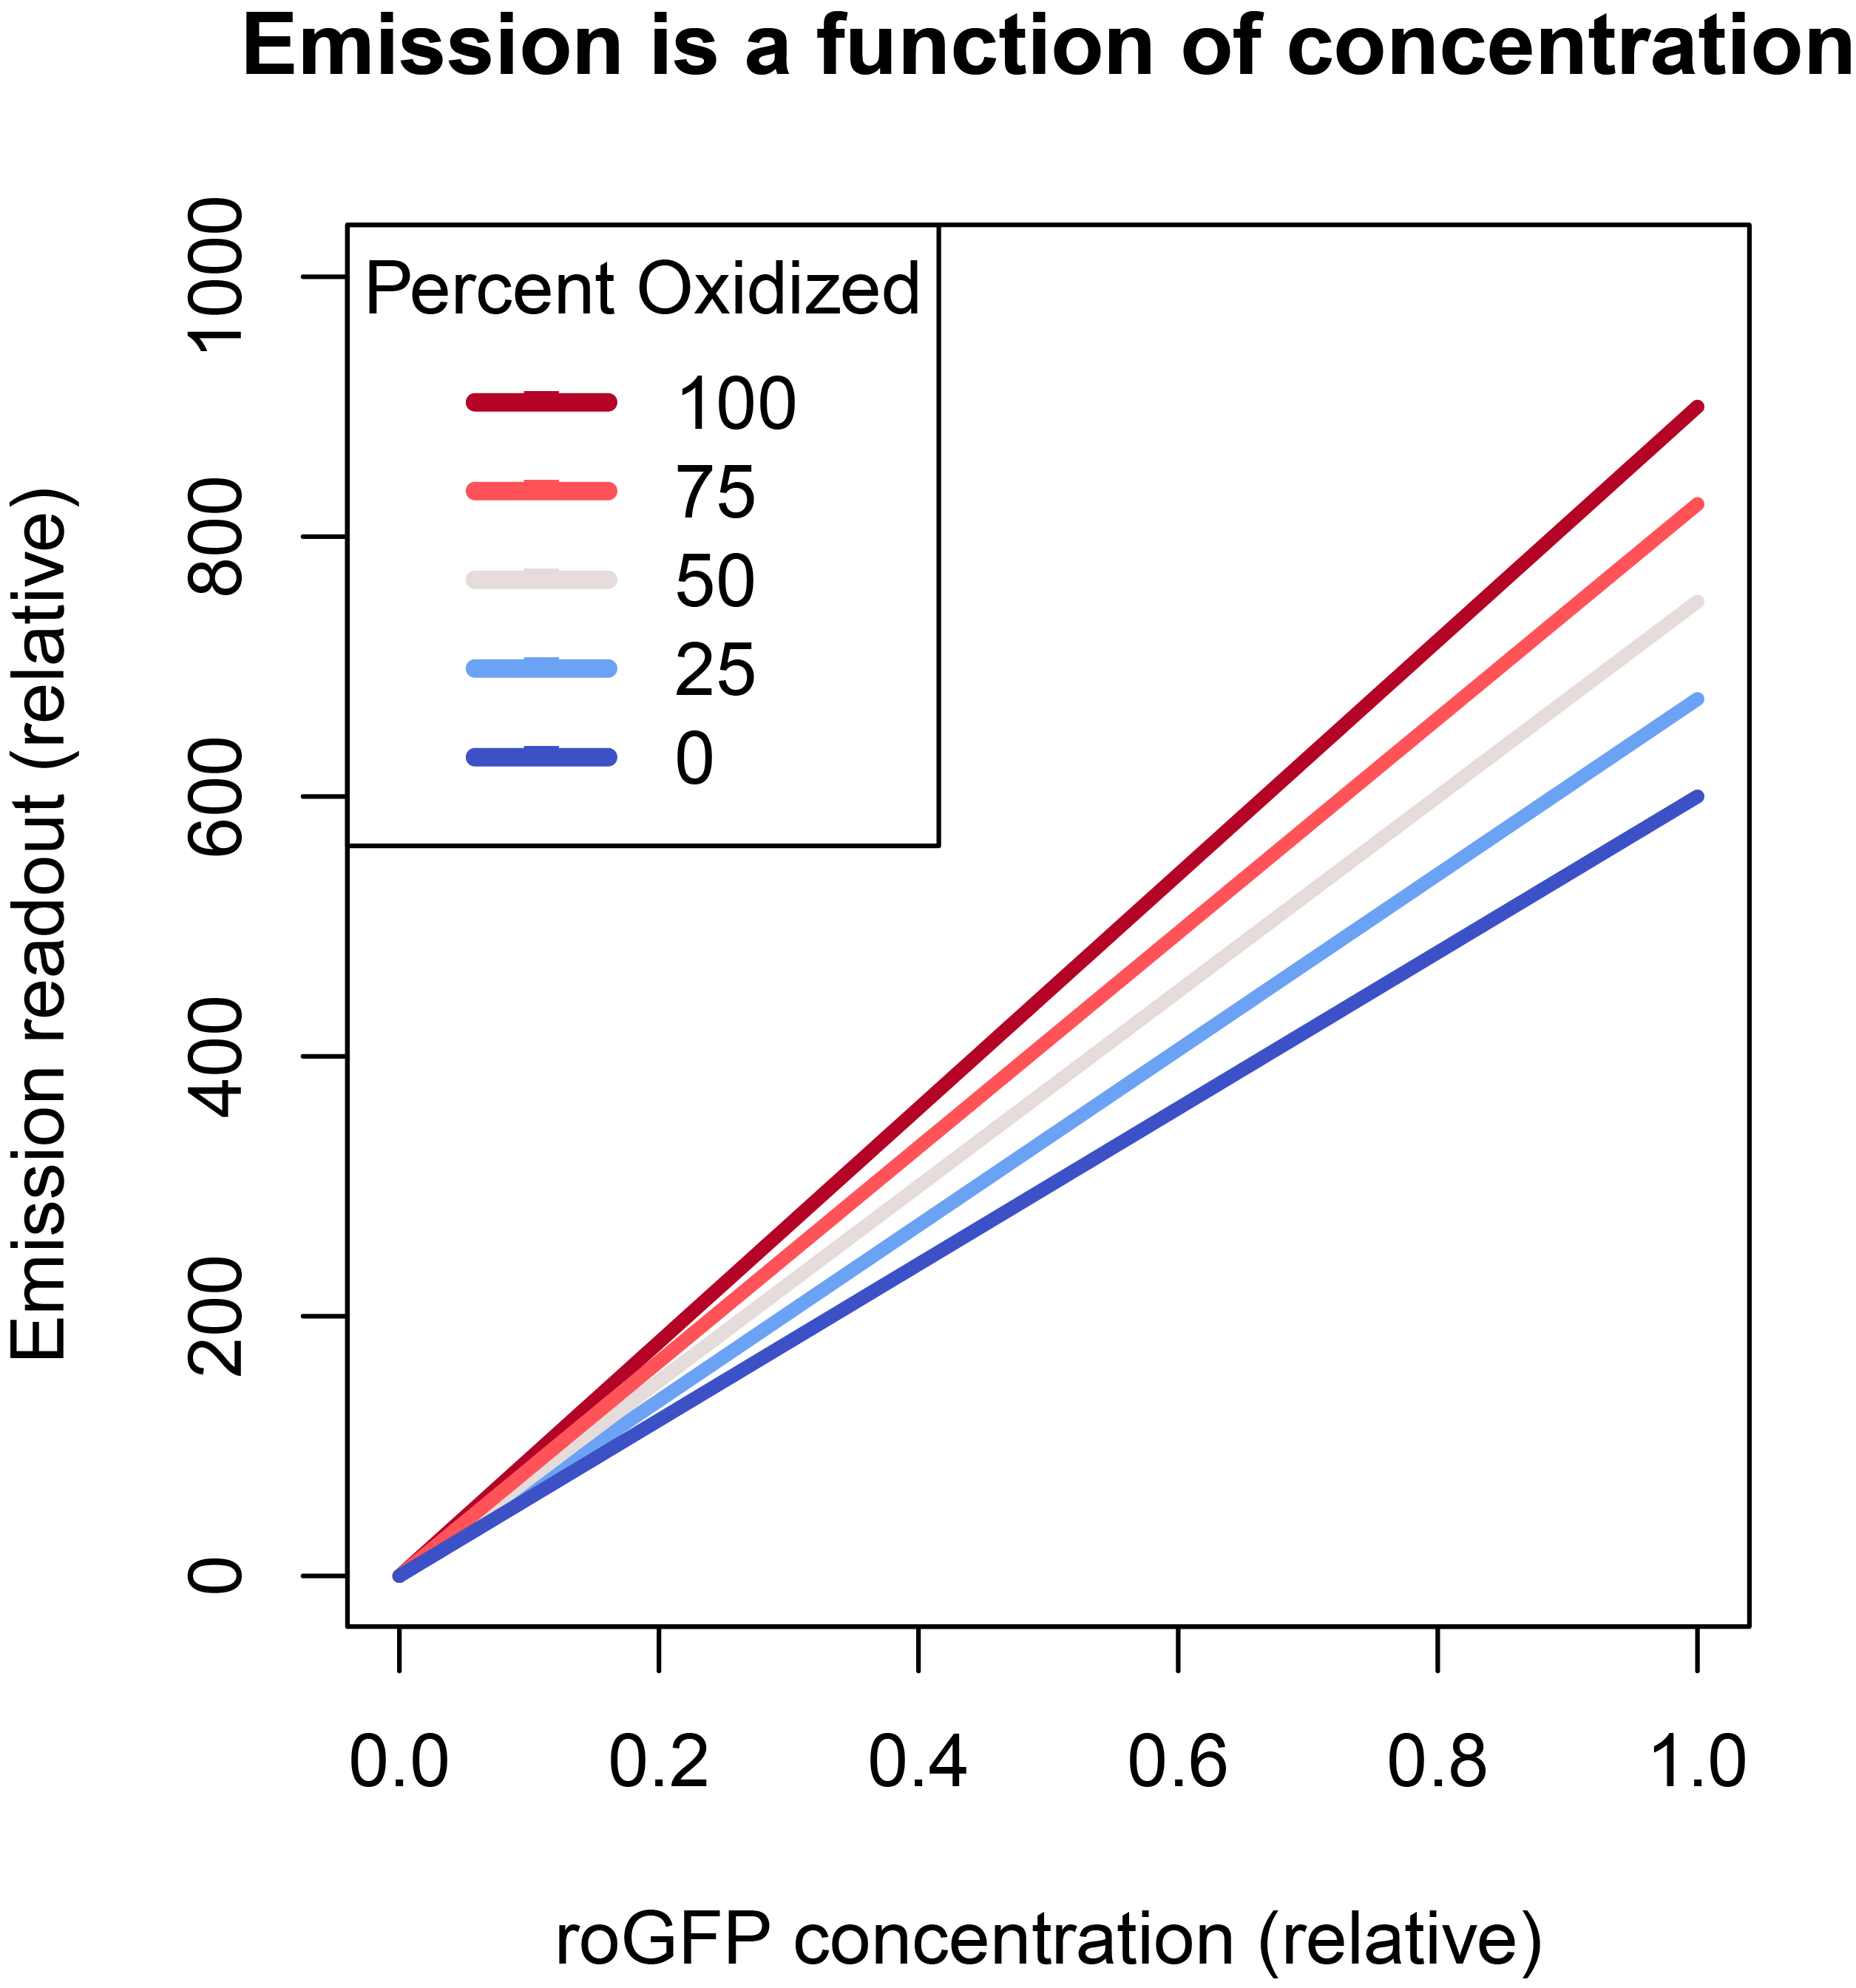 Emission is a function of concentration
Percent Oxidized
100
75
50
25
0
Emission readout (relative)
1000
800
600
400
200
0
0.0 0.2 0.4 0.6 0.8 1.0
roGFP concentration (relative)